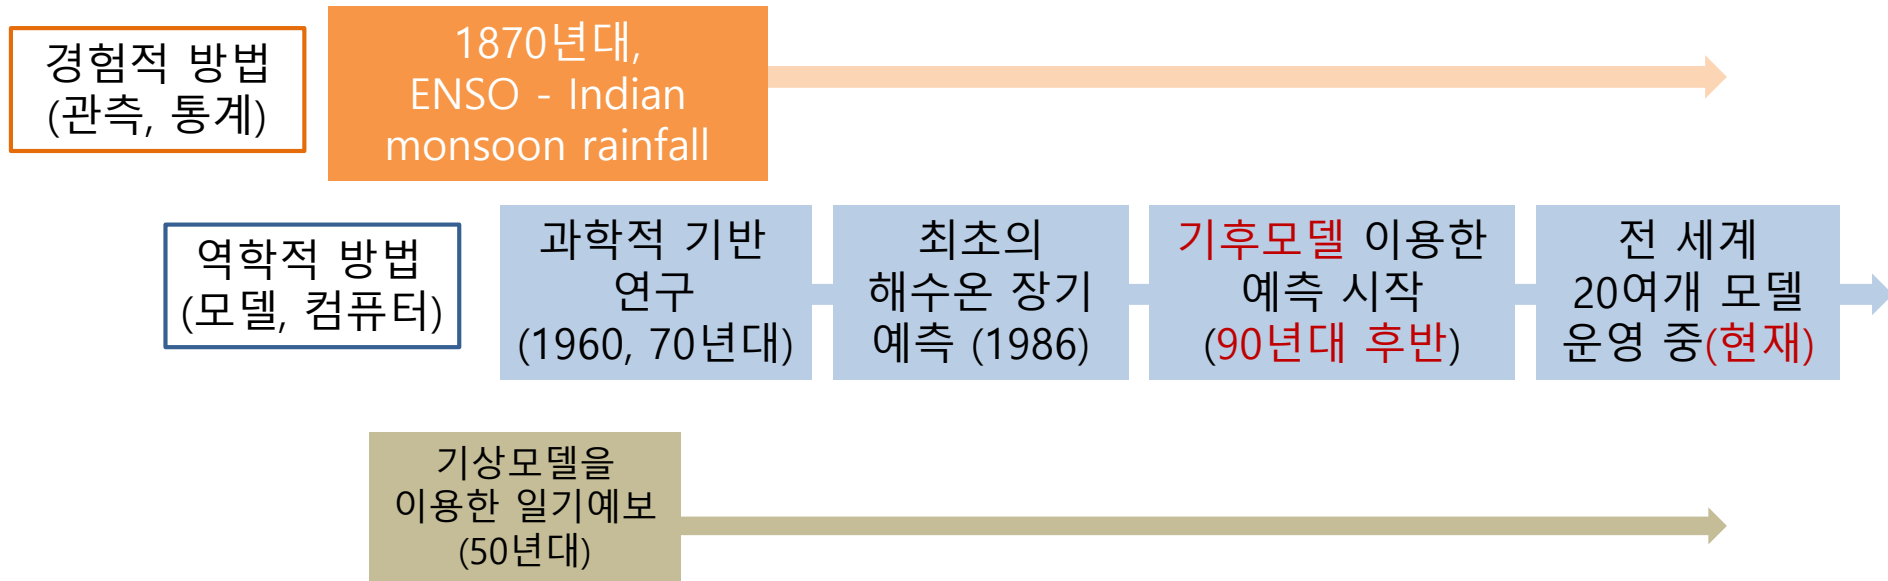 경험적 방법
(관측, 통계)
1870년대,
ENSO - Indian
monsoon rainfall
역학적 방법
(모델, 컴퓨터)
과학적 기반
연구
(1960, 70년대)
최초의
해수온 장기
예측 (1986)
기후모델 이용한
예측 시작
(90년대 후반)
전 세계
20여개 모델
운영 중(현재)
기상모델을
이용한 일기예보
(50년대)